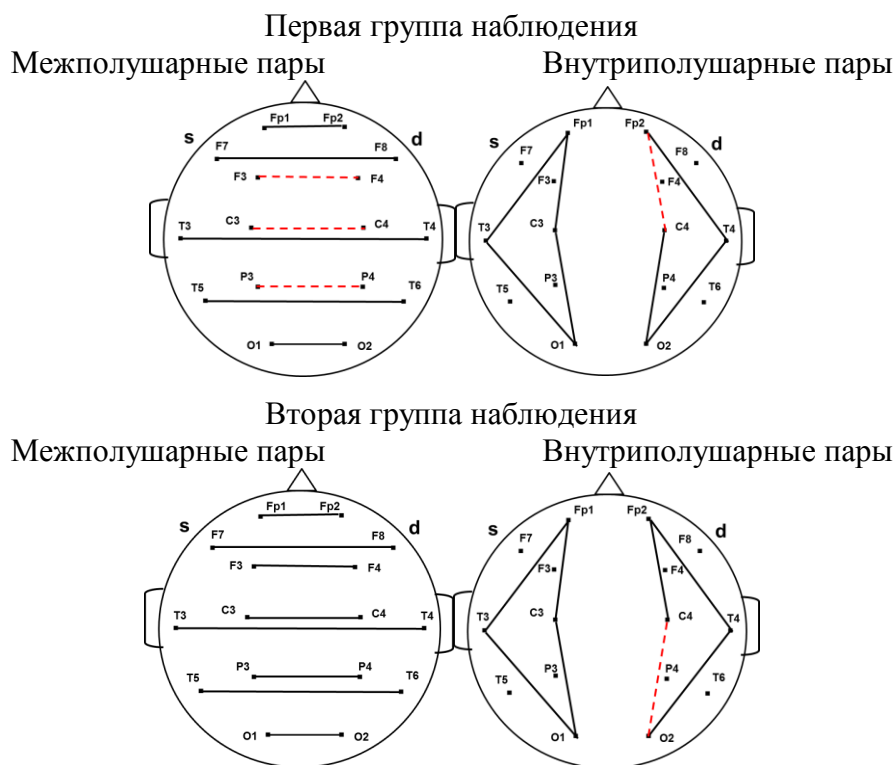 Первая группа наблюдения
Межполушарные пары Внутриполушарные пары
Fp1 Fp2 Fp1 Fp2
s d s d
F7 F8 F7 F8
F3 F4 F3 F4
C3 C4 C3 C4
T3 T4 T3 T4
P3 P4 P3 P4
T5 T6 T5 T6
O1 O2 O1 O2
Вторая группа наблюдения
Межполушарные пары Внутриполушарные пары
Fp1 Fp2 Fp1 Fp2
s d s d
F7 F8 F7 F8
F3 F4 F3 F4
C3 C4 C3 C4
T3 T4 T3 T4
P3 P4 P3 P4
T5 T6 T5 T6
O1 O2 O1 O2